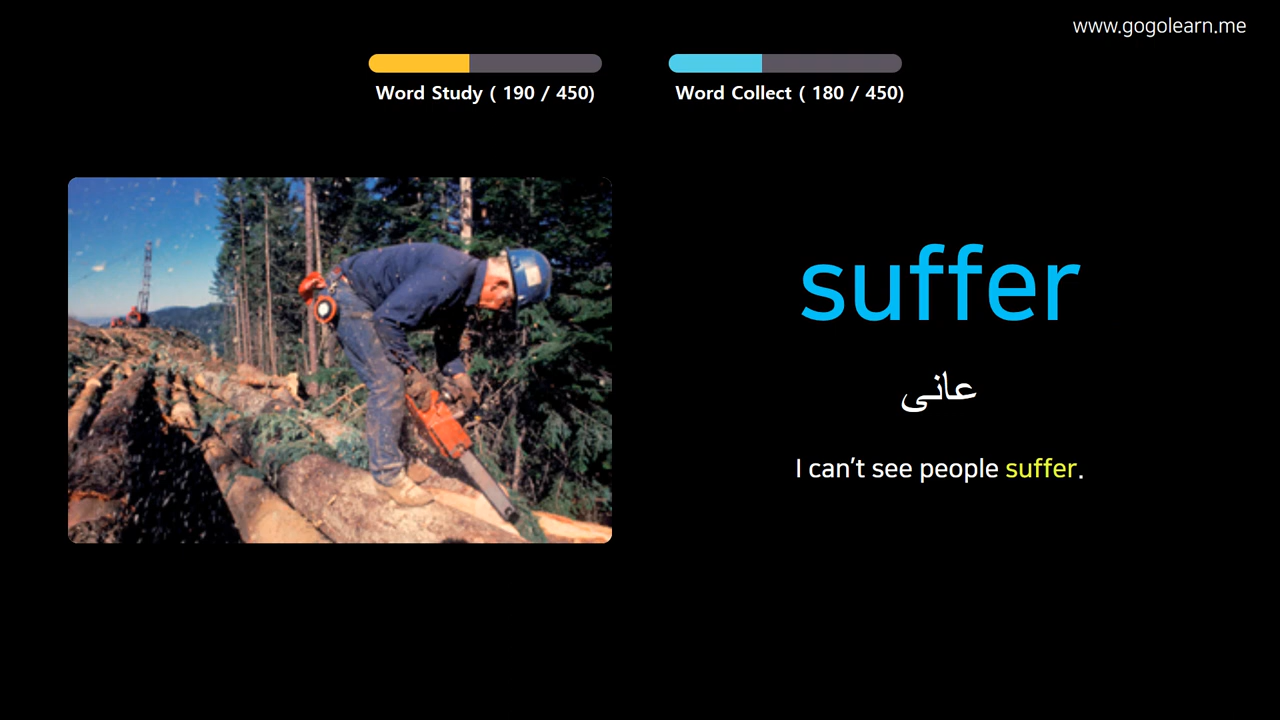 www.gogolearn.me
Word Study ( 190 / 450)
Word Collect ( 180 / 450)
suffer
عانى
I can't see people suffer.